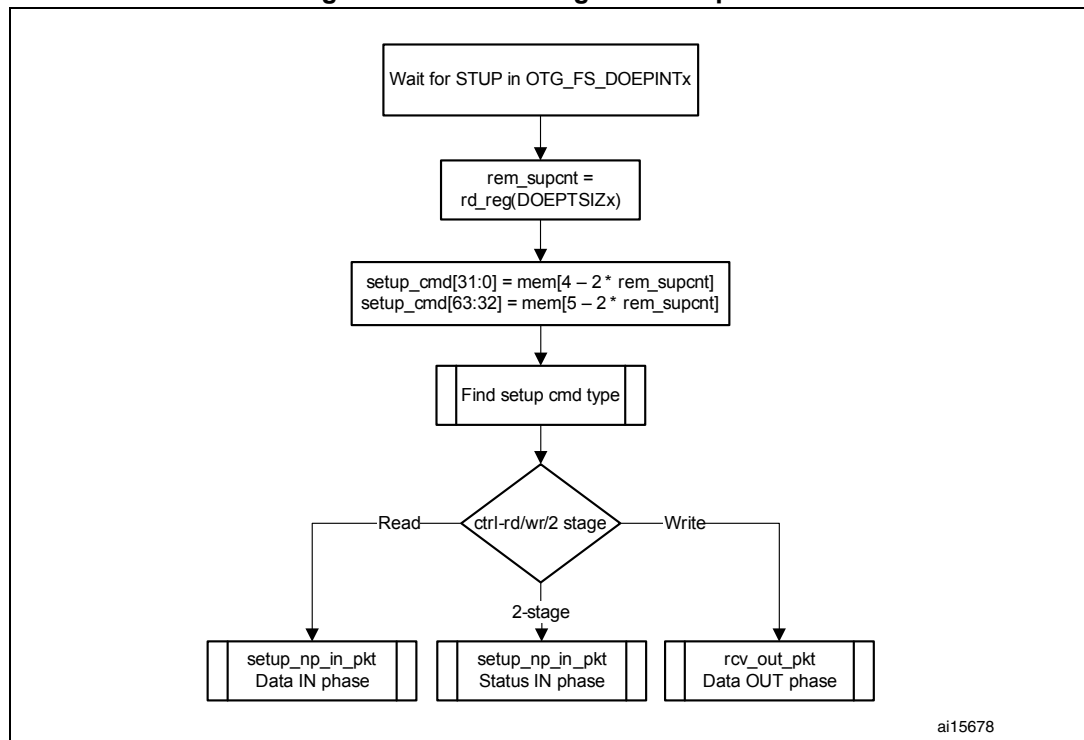 Wait for STUP in OTG_FS_DOEPINTx
rem_supcnt =
rd_reg(DOEPTSIZx)
setup_cmd[31:0] = mem[4 – 2 * rem_supcnt]
setup_cmd[63:32] = mem[5 – 2 * rem_supcnt]
Find setup cmd type
Read
ctrl-rd/wr/2 stage
Write
2-stage
setup_np_in_pkt
Data IN phase
setup_np_in_pkt
Status IN phase
rcv_out_pkt
Data OUT phase
ai15678